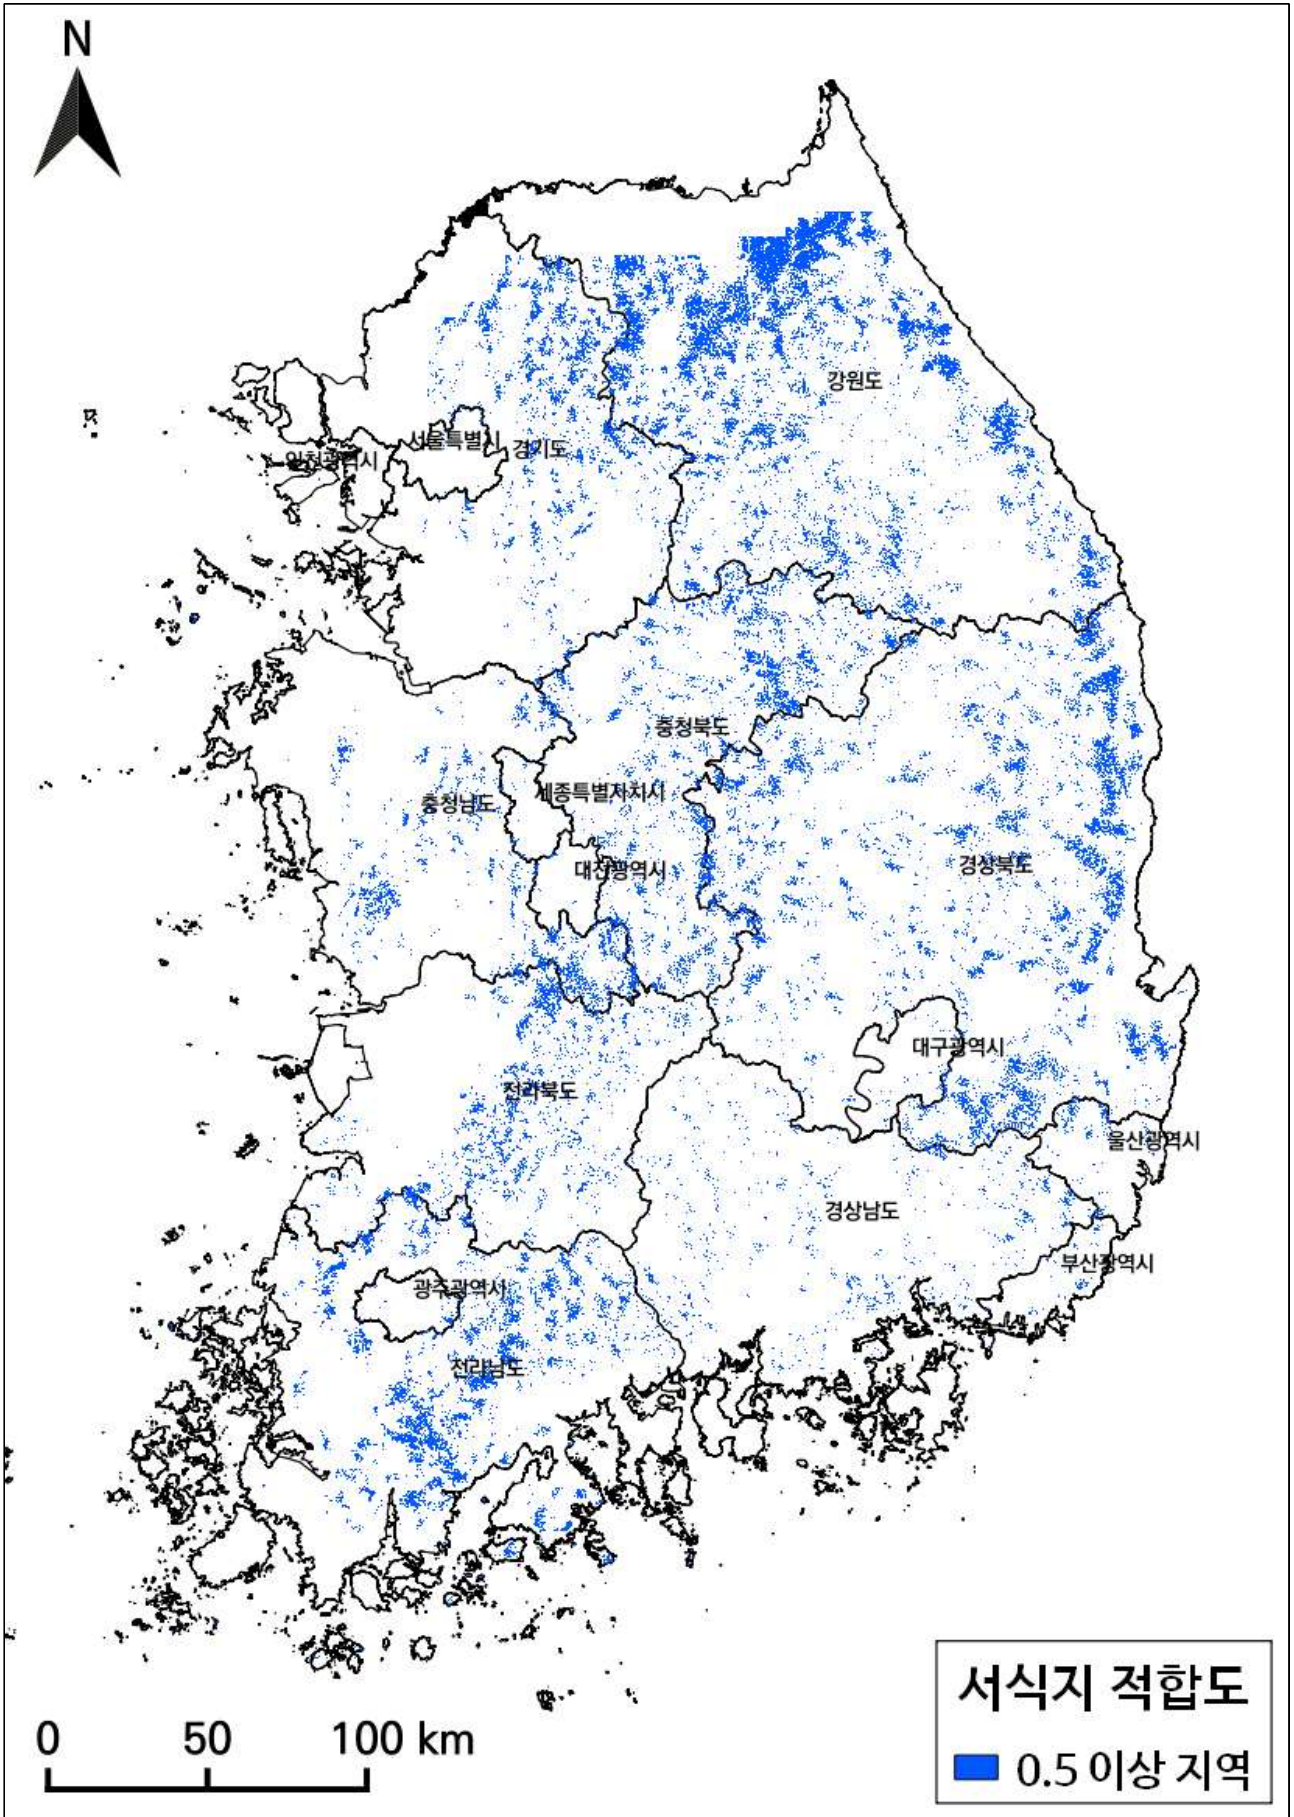 N
강원도
서울특별시
경기도
인천광역시
충청북도
세종특별자치시
충청남도
대전광역시
경상북도
대구광역시
전라북도
울산광역시
경상남도
부산광역시
광주광역시
전라남도
서식지 적합도
0.5 이상 지역
0 50 100 km